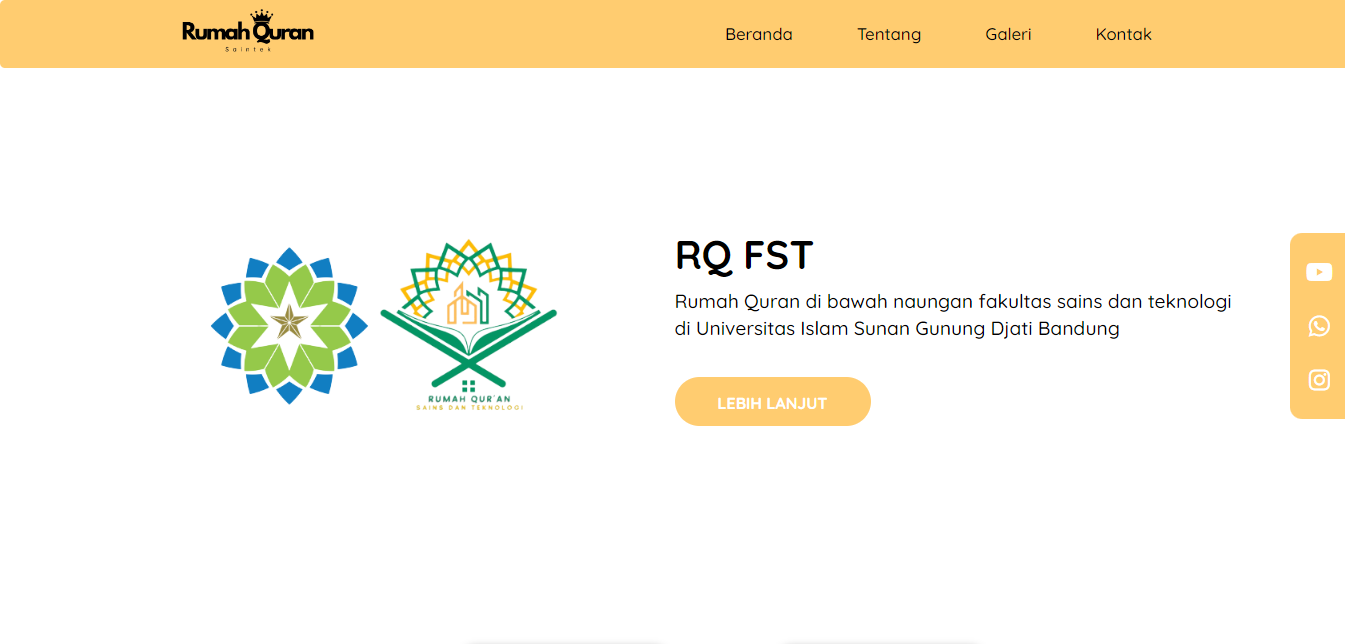 Rumah Quran
Saintek
Beranda
Tentang
Galeri
Kontak
RUMAH QUR'AN
SAINS DAN TEKNOLOGI
RQ FST
Rumah Quran di bawah naungan fakultas sains dan teknologi
di Universitas Islam Sunan Gunung Djati Bandung
LEBIH LANJUT